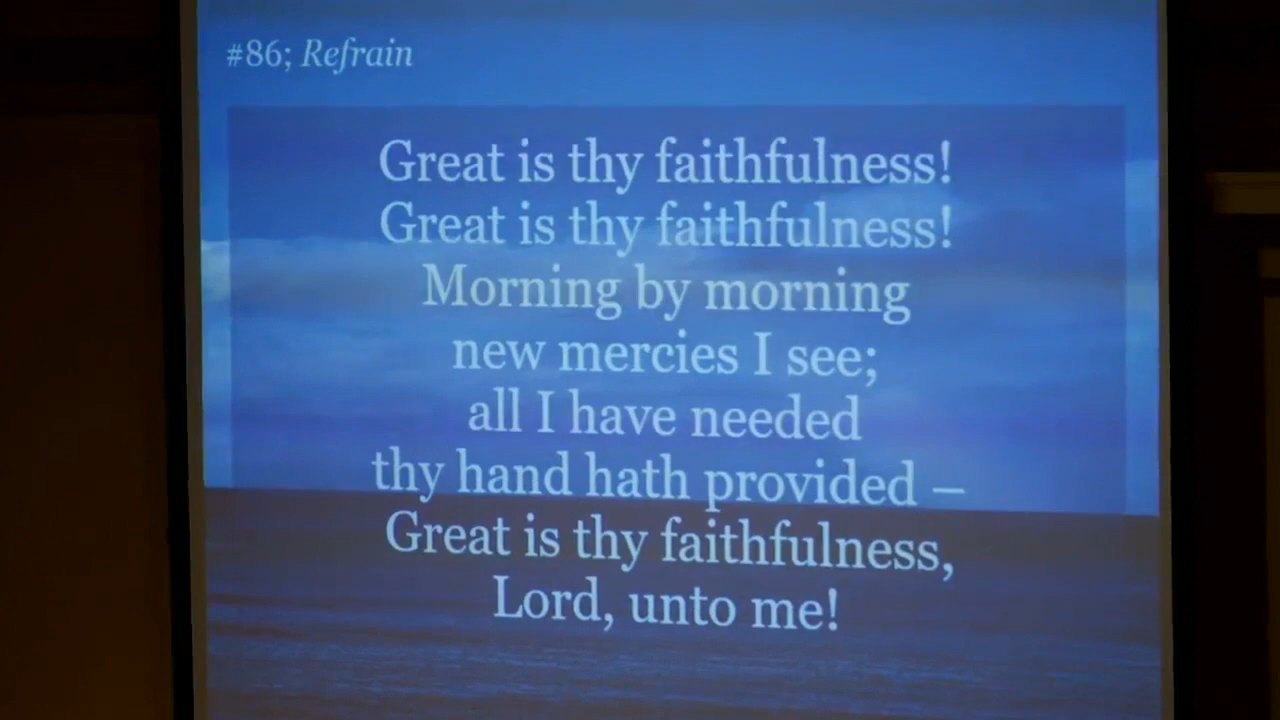 #86; Refrain
Great is thy faithfulness!
Great is thy faithfulness!
Morning by morning
new mercies I see;
all I have needed
thy hand hath provided –
Great is thy faithfulness,
Lord, unto me!